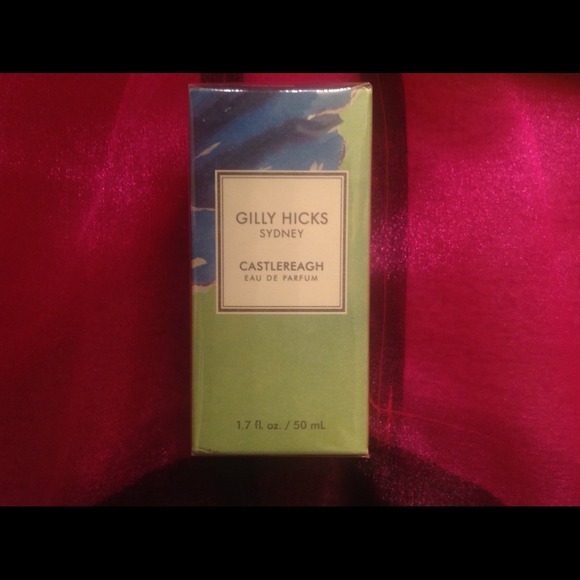 GILLY HICKS
SYDNEY
CASTLEREAGH
EAU DE PARFUM
1.7 fl. oz. / 50 mL